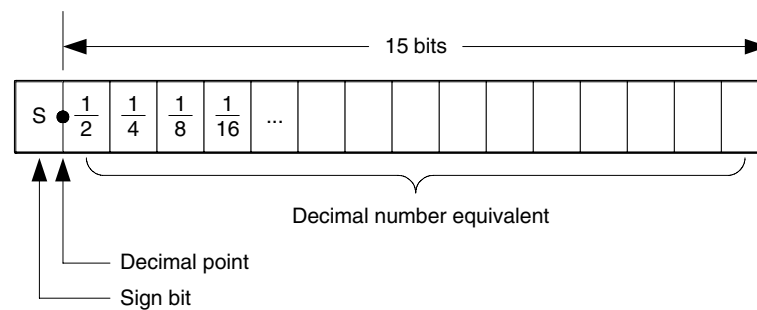 15 bits
S 1/2 1/4 1/8 1/16 ...
Decimal number equivalent
Decimal point
Sign bit